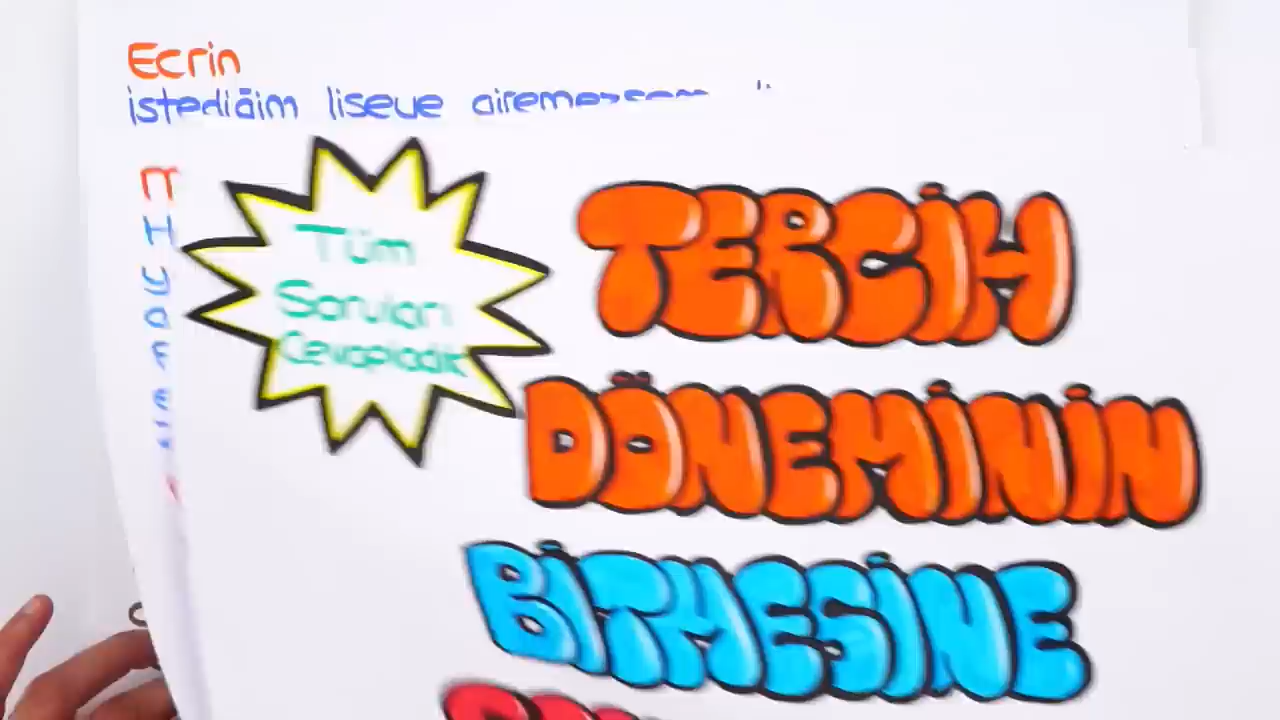 Ecrin
istediğim liseye giremezsem
Tüm
Soruları
Cevapladık
TERCİH
DÖNEMİNİN
BİTMESİNE